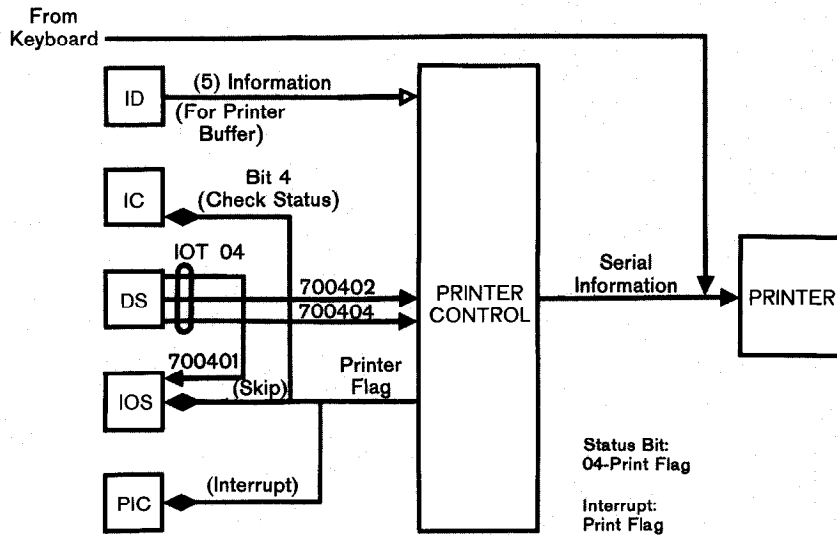 From
Keyboard
ID
(5) Information
(For Printer
Buffer)
IC
Bit 4
(Check Status)
IOT 04
DS
700402
700404
PRINTER
CONTROL
Serial
Information
PRINTER
700401
IOS
(Skip)
Printer
Flag
PIC
(Interrupt)
Status Bit:
04-Print Flag
Interrupt:
Print Flag